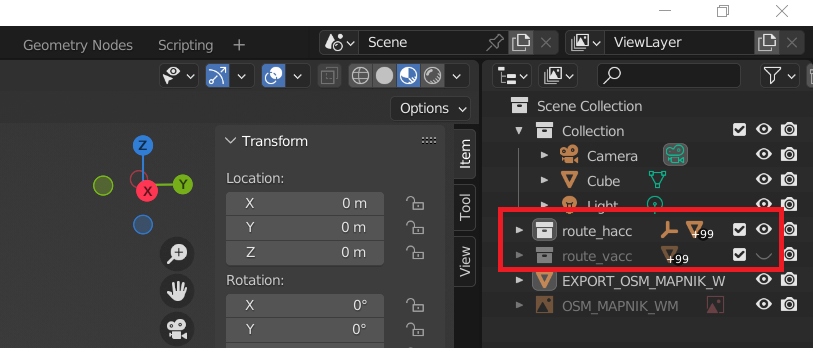 Geometry Nodes Scripting + Scene ViewLayer
Options
Scene Collection
Transform
Collection
Item
Camera
Location:
Cube
X 0 m
Tool
Light
Y 0 m
route_hacc +99
Z 0 m
View
route_vacc +99
Rotation:
EXPORT_OSM_MAPNIK_W
X 0°
OSM_MAPNIK_WM
Y 0°
Z
Y
X